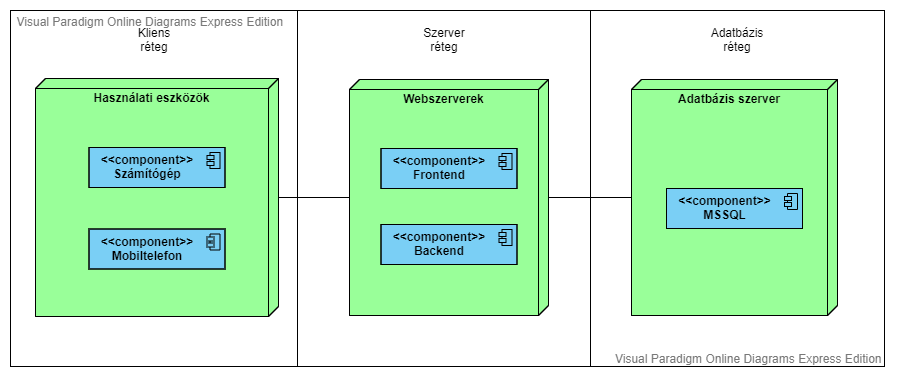 Visual Paradigm Online Diagrams Express Edition
Kliens
réteg
Használati eszközök
<<component>>
Számítógép
<<component>>
Mobiltelefon
Szerver
réteg
Webszerverek
<<component>>
Frontend
<<component>>
Backend
Adatbázis
réteg
Adatbázis szerver
<<component>>
MSSQL
Visual Paradigm Online Diagrams Express Edition